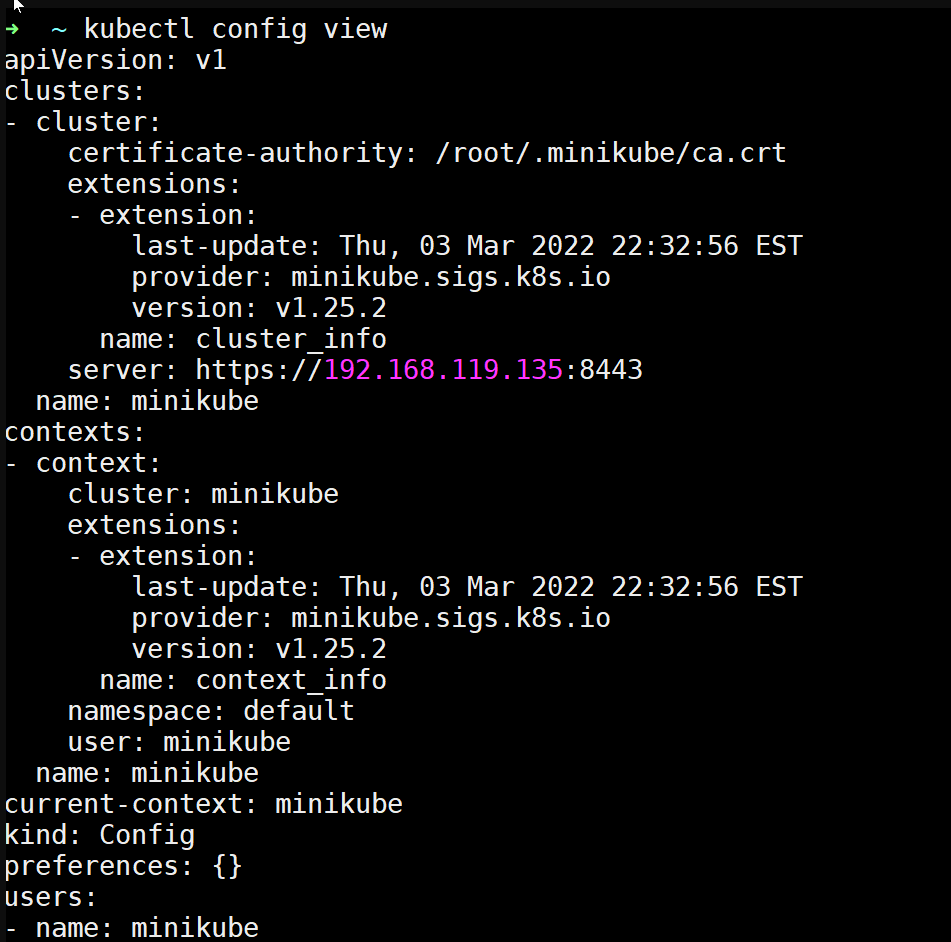 →  ~ kubectl config view
apiVersion: v1
clusters:
- cluster:
    certificate-authority: /root/.minikube/ca.crt
    extensions:
    - extension:
        last-update: Thu, 03 Mar 2022 22:32:56 EST
        provider: minikube.sigs.k8s.io
        version: v1.25.2
      name: cluster_info
    server: https://192.168.119.135:8443
  name: minikube
contexts:
- context:
    cluster: minikube
    extensions:
    - extension:
        last-update: Thu, 03 Mar 2022 22:32:56 EST
        provider: minikube.sigs.k8s.io
        version: v1.25.2
      name: context_info
    namespace: default
    user: minikube
  name: minikube
current-context: minikube
kind: Config
preferences: {}
users:
- name: minikube